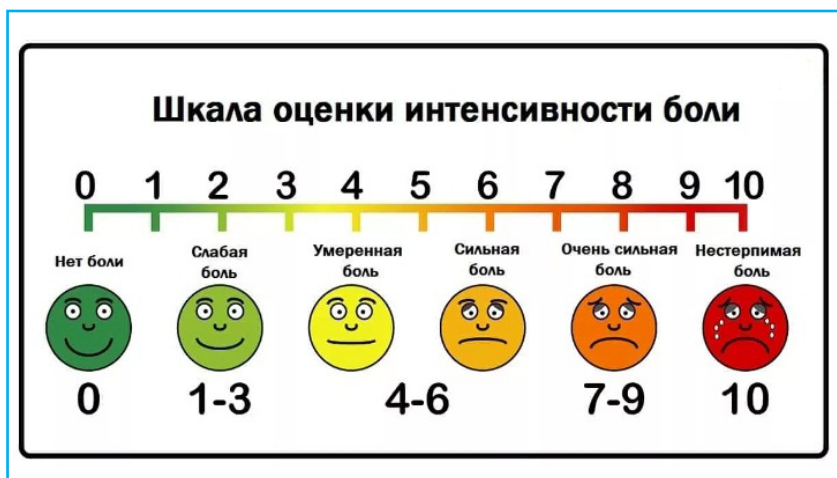 Шкала оценки интенсивности боли
0 1 2 3 4 5 6 7 8 9 10
Нет боли
Слабая
боль
Умеренная
боль
Сильная
боль
Очень сильная
боль
Нестерпимая
боль
0 1-3 4-6 7-9 10